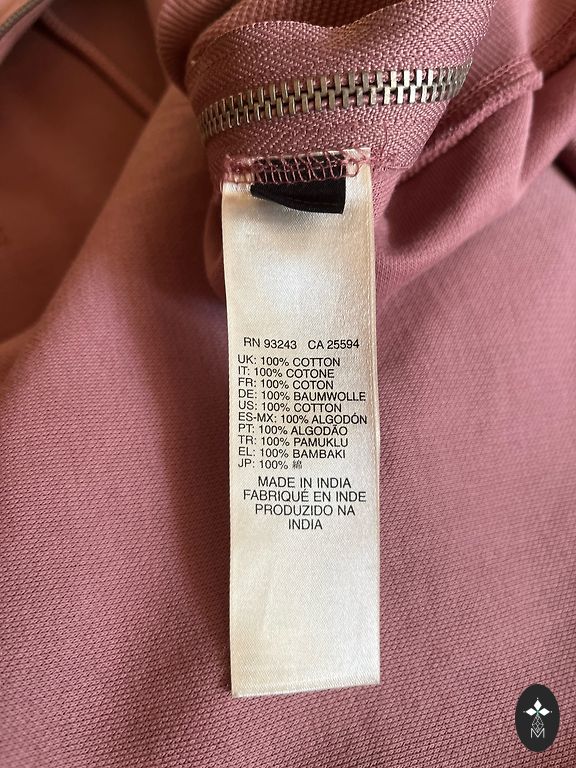 RN 93243 CA 25594
UK: 100% COTTON
IT: 100% COTONE
FR: 100% COTON
DE: 100% BAUMWOLLE
US: 100% COTTON
ES-MX: 100% ALGODÓN
PT: 100% ALGODÃO
TR: 100% PAMUKLU
EL: 100% BAMBAKI
JP: 100% 綿
MADE IN INDIA
FABRIQUÉ EN INDE
PRODUZIDO NA
INDIA
M